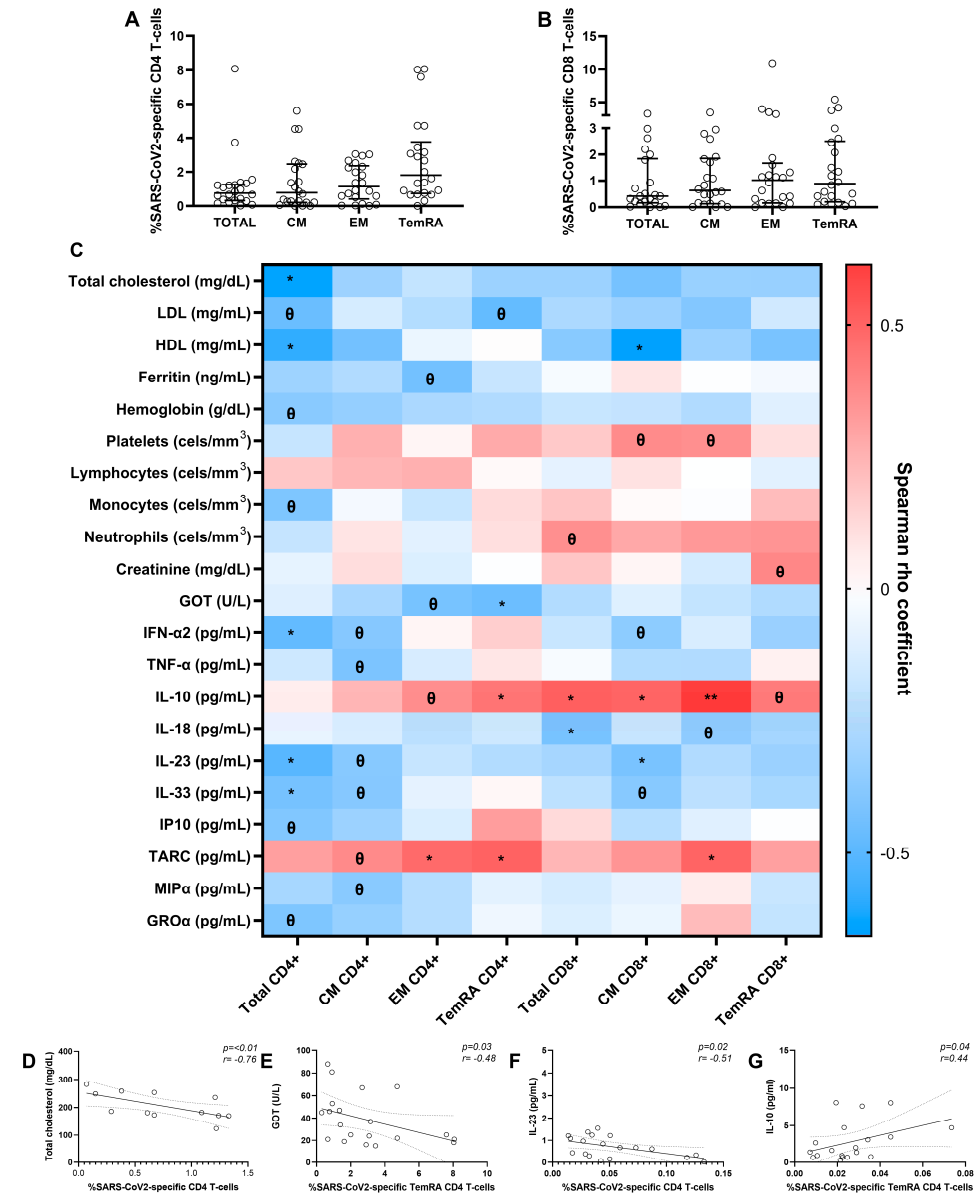 A
B
%SARS-CoV2-specific CD4 T-cells
10
8
6
4
2
0
TOTAL
CM
EM
TemRA
%SARS-CoV2-specific CD8 T-cells
15
10
5
3
2
1
0
TOTAL
CM
EM
TemRA
C
Total cholesterol (mg/dL)
*
LDL (mg/mL)
θ θ
HDL (mg/mL)
* *
Ferritin (ng/mL)
θ
Hemoglobin (g/dL)
θ
Platelets (cels/mm3)
θ θ
Lymphocytes (cels/mm3)
Monocytes (cels/mm3)
θ
Neutrophils (cels/mm3)
θ
Creatinine (mg/dL)
θ
GOT (U/L)
θ *
IFN-α2 (pg/mL)
* θ θ
TNF-α (pg/mL)
θ
IL-10 (pg/mL)
θ * * * ** θ
IL-18 (pg/mL)
* θ
IL-23 (pg/mL)
* θ *
IL-33 (pg/mL)
* θ θ
IP10 (pg/mL)
θ
TARC (pg/mL)
θ * * *
MIPα (pg/mL)
θ
GROα (pg/mL)
θ
Total CD4+
CM CD4+
EM CD4+
TemRA CD4+
Total CD8+
CM CD8+
EM CD8+
TemRA CD8+
0.5
0
-0.5
Spearman rho coefficient
D
p=<0.01
r= -0.76
Total cholesterol (mg/dL)
400
300
200
100
0
0.0 0.5 1.0 1.5
%SARS-CoV2-specific CD4 T-cells
E
p=0.03
r= -0.48
GOT (U/L)
100
80
60
40
20
0
0 2 4 6 8 10
%SARS-CoV2-specific TemRA CD4 T-cells
F
p=0.02
r= -0.51
IL-23 (pg/mL)
5
4
3
2
1
0
0.00 0.05 0.10 0.15
%SARS-CoV2-specific CD4 T-cells
G
p=0.04
r=0.44
IL-10 (pg/ml)
15
10
5
0
0.00 0.02 0.04 0.06 0.08
%SARS-CoV2-specific TemRA CD4 T-cells